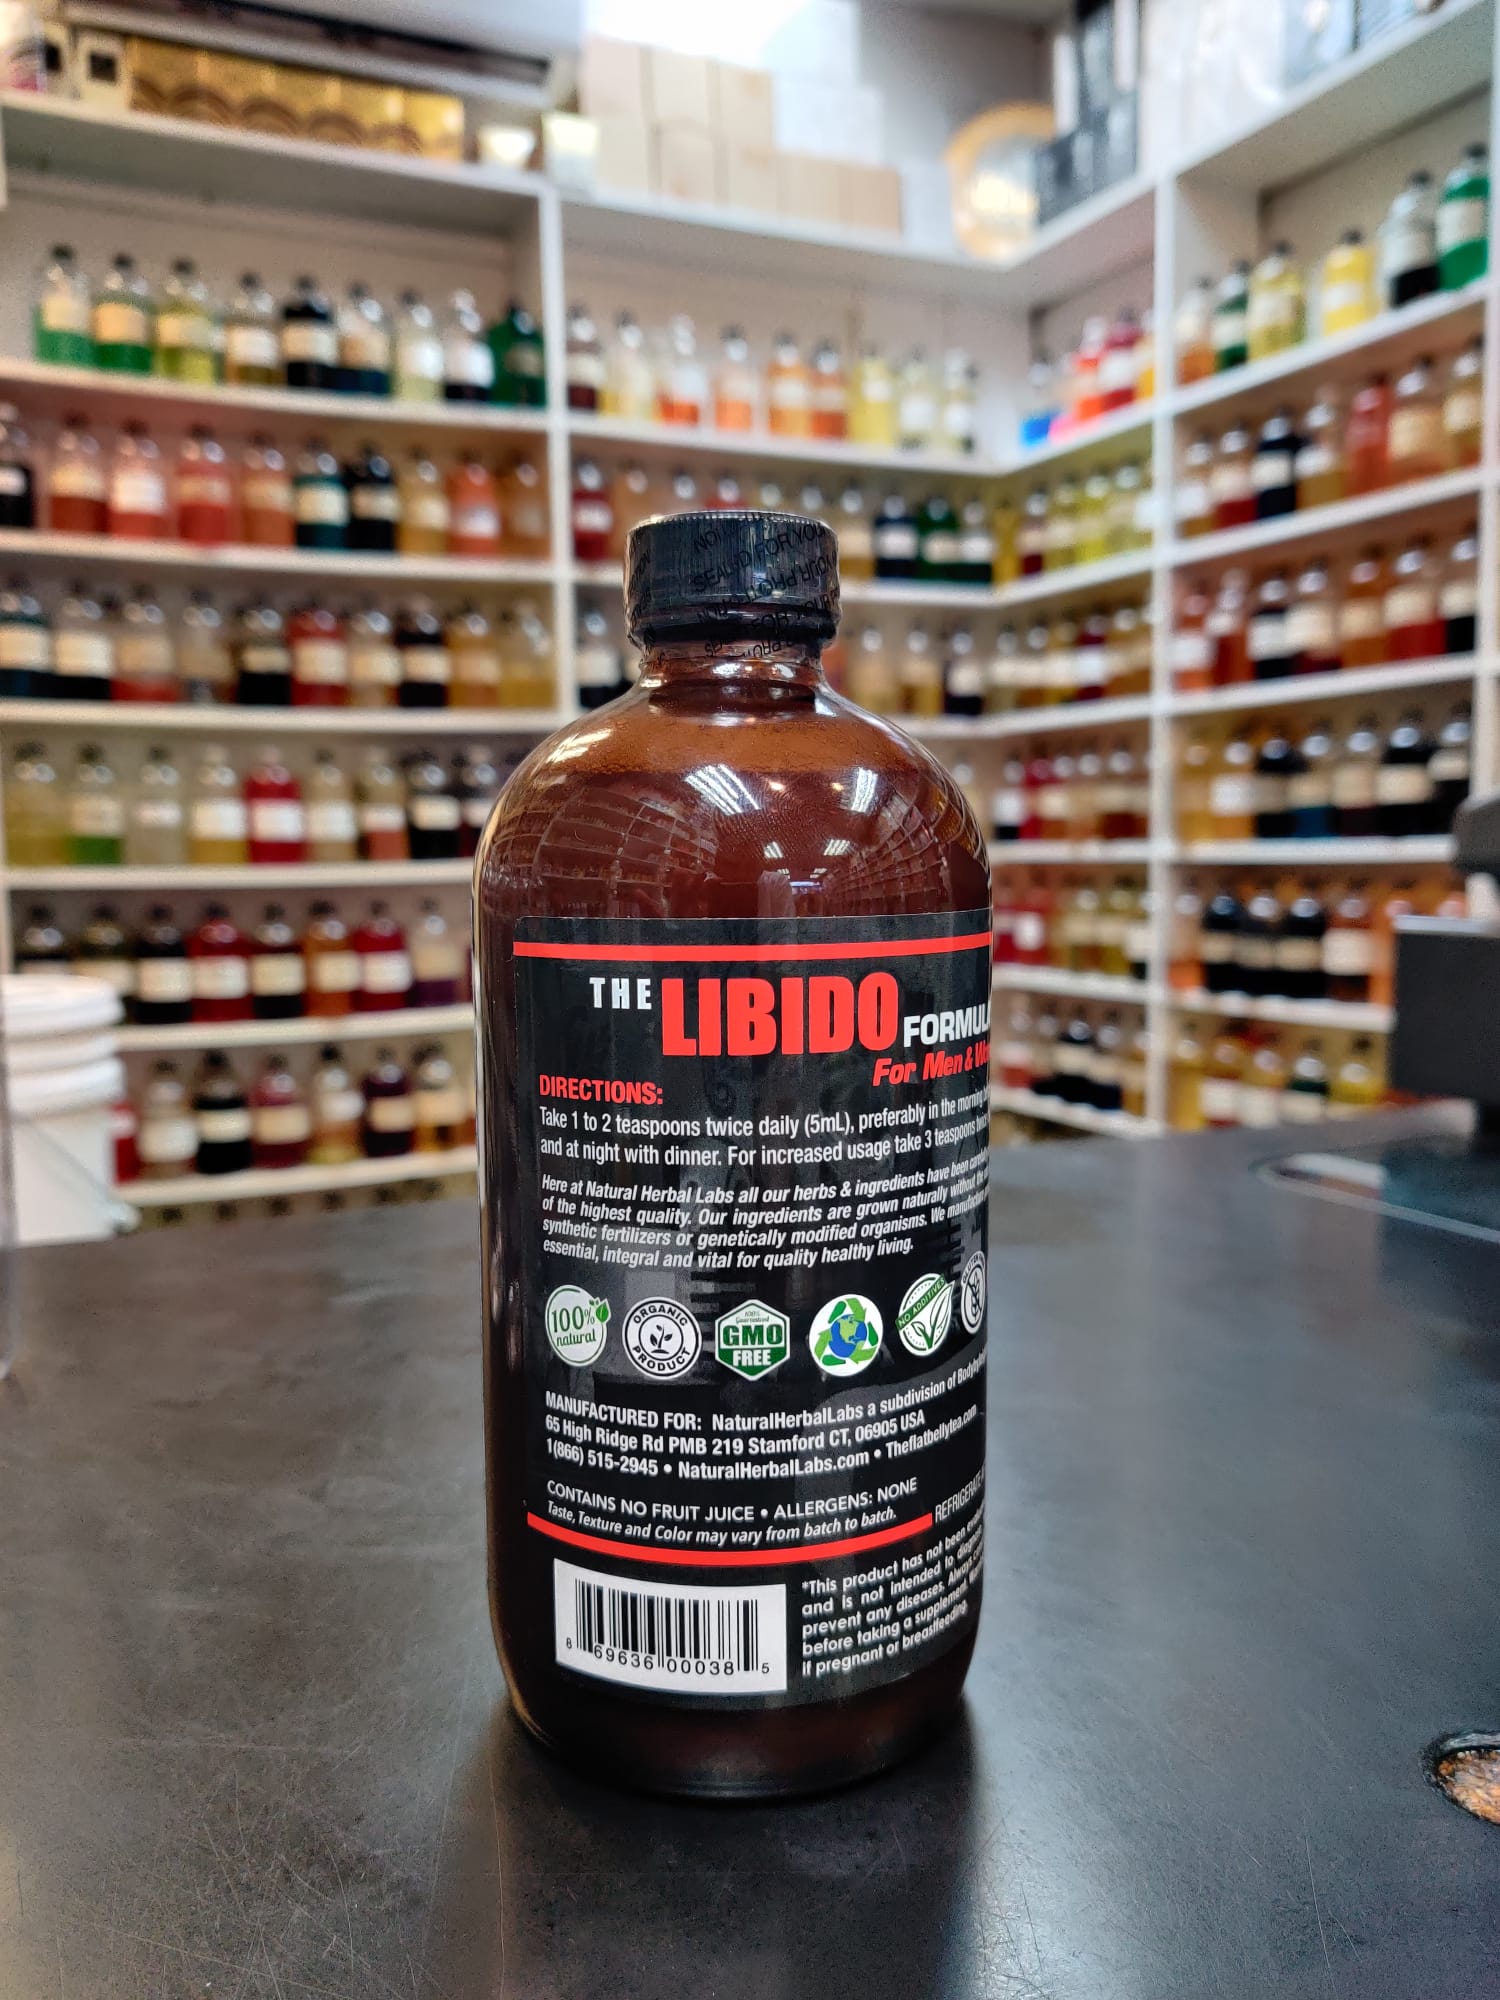 SEALED FOR YOUR
THE LIBIDO FORMULA
For Men &
DIRECTIONS:
Take 1 to 2 teaspoons twice daily (5mL), preferably in the morning
and at night with dinner. For increased usage take 3 teaspoons twice
Here at Natural Herbal Labs all our herbs & ingredients have been
of the highest quality. Our ingredients are grown naturally without the
synthetic fertilizers or genetically modified organisms. We manufacture
essential, integral and vital for quality healthy living.
100% natural
ORGANIC PRODUCT
100% Guaranteed GMO FREE
NO ADDITIVES
MANUFACTURED FOR: NaturalHerbalLabs a subdivision of
65 High Ridge Rd PMB 219 Stamford CT, 06905 USA
1(866) 515-2945 • NaturalHerbalLabs.com • Theflatbellytea.com
CONTAINS NO FRUIT JUICE • ALLERGENS: NONE
Taste, Texture and Color may vary from batch to batch.
REFRIGERATE
*This product has not been
and is not intended to
prevent any diseases. Always
before taking a supplement.
if pregnant or breastfeeding.
8 69636 00038 5